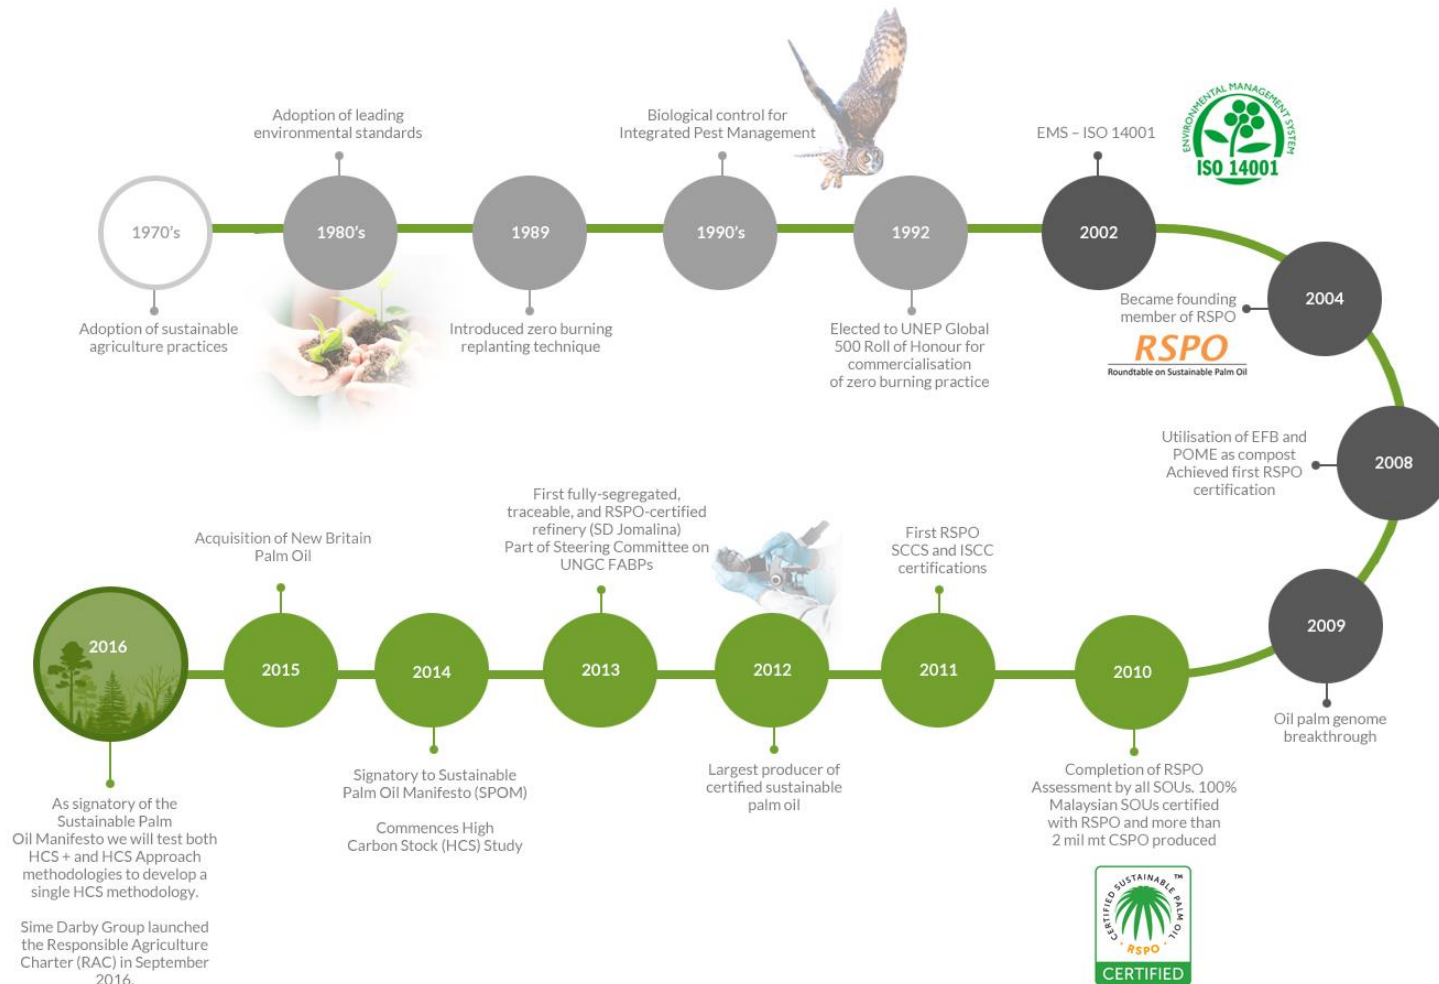 1970's
Adoption of sustainable
agriculture practices
Adoption of leading
environmental standards
1980's
1989
Introduced zero burning
replanting technique
Biological control for
Integrated Pest Management
1990's
1992
Elected to UNEP Global
500 Roll of Honour for
commercialisation
of zero burning practice
EMS – ISO 14001
2002
ENVIRONMENTAL MANAGEMENT SYSTEM
ISO 14001
2004
Became founding
member of RSPO
RSPO
Roundtable on Sustainable Palm Oil
2008
Utilisation of EFB and
POME as compost
Achieved first RSPO
certification
2009
Oil palm genome
breakthrough
2010
Completion of RSPO
Assessment by all SOUs. 100%
Malaysian SOUs certified
with RSPO and more than
2 mil mt CSPO produced
CERTIFIED SUSTAINABLE PALM OIL ™
· RSPO ·
CERTIFIED
First RSPO
SCCS and ISCC
certifications
2011
2012
Largest producer of
certified sustainable
palm oil
First fully-segregated,
traceable, and RSPO-certified
refinery (SD Jomalina)
Part of Steering Committee on
UNGC FABPs
2013
2014
Signatory to Sustainable
Palm Oil Manifesto (SPOM)
Commences High
Carbon Stock (HCS) Study
Acquisition of New Britain
Palm Oil
2015
2016
As signatory of the
Sustainable Palm
Oil Manifesto we will test both
HCS + and HCS Approach
methodologies to develop a
single HCS methodology.
Sime Darby Group launched
the Responsible Agriculture
Charter (RAC) in September
2016.